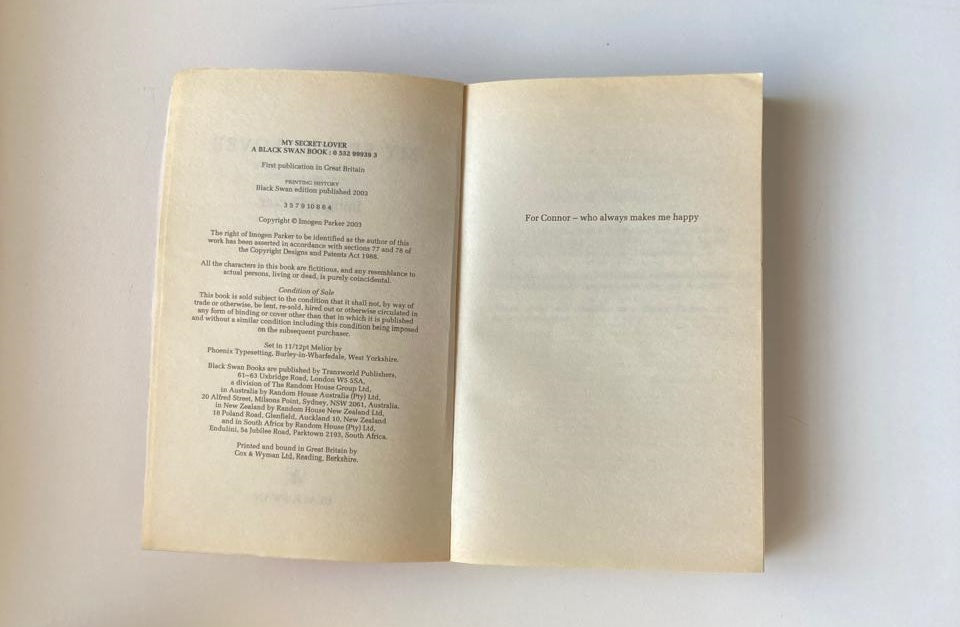 MY SECRET LOVER
A BLACK SWAN BOOK : 0 552 99939 3
First publication in Great Britain
PRINTING HISTORY
Black Swan edition published 2003
3 5 7 9 10 8 6 4
Copyright © Imogen Parker 2003
The right of Imogen Parker to be identified as the author of this
work has been asserted in accordance with sections 77 and 78 of
the Copyright Designs and Patents Act 1988.
All the characters in this book are fictitious, and any resemblance to
actual persons, living or dead, is purely coincidental.
Condition of Sale
This book is sold subject to the condition that it shall not, by way of
trade or otherwise, be lent, re-sold, hired out or otherwise circulated in
any form of binding or cover other than that in which it is published
and without a similar condition including this condition being imposed
on the subsequent purchaser.
Set in 11/12pt Melior by
Phoenix Typesetting, Burley-in-Wharfedale, West Yorkshire.
Black Swan Books are published by Transworld Publishers,
61–63 Uxbridge Road, London W5 5SA,
a division of The Random House Group Ltd,
in Australia by Random House Australia (Pty) Ltd,
20 Alfred Street, Milsons Point, Sydney, NSW 2061, Australia,
in New Zealand by Random House New Zealand Ltd,
18 Poland Road, Glenfield, Auckland 10, New Zealand
and in South Africa by Random House (Pty) Ltd,
Endulini, 5a Jubilee Road, Parktown 2193, South Africa.
Printed and bound in Great Britain by
Cox & Wyman Ltd, Reading, Berkshire.
For Connor – who always makes me happy